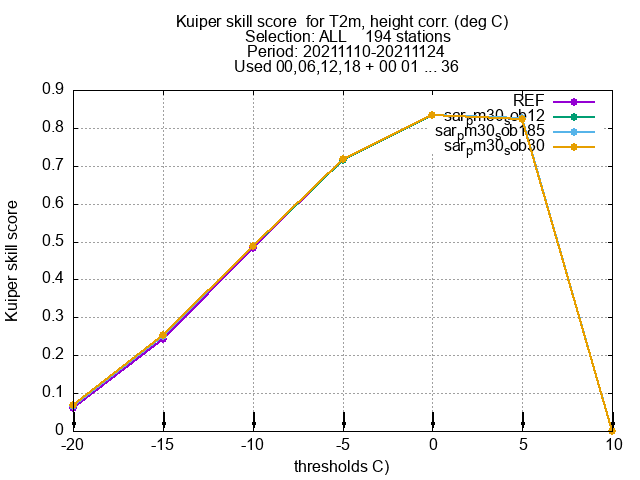 Kuiper skill score  for T2m, height corr. (deg C)
Selection: ALL    194 stations
Period: 20211110-20211124
Used 00,06,12,18 + 00 01 ... 36
REF
sar_pm30_sob12
sar_pm30_sob185
sar_pm30_sob30
Kuiper skill score
0.9
0.8
0.7
0.6
0.5
0.4
0.3
0.2
0.1
0
-20 -15 -10 -5 0 5 10
thresholds C)